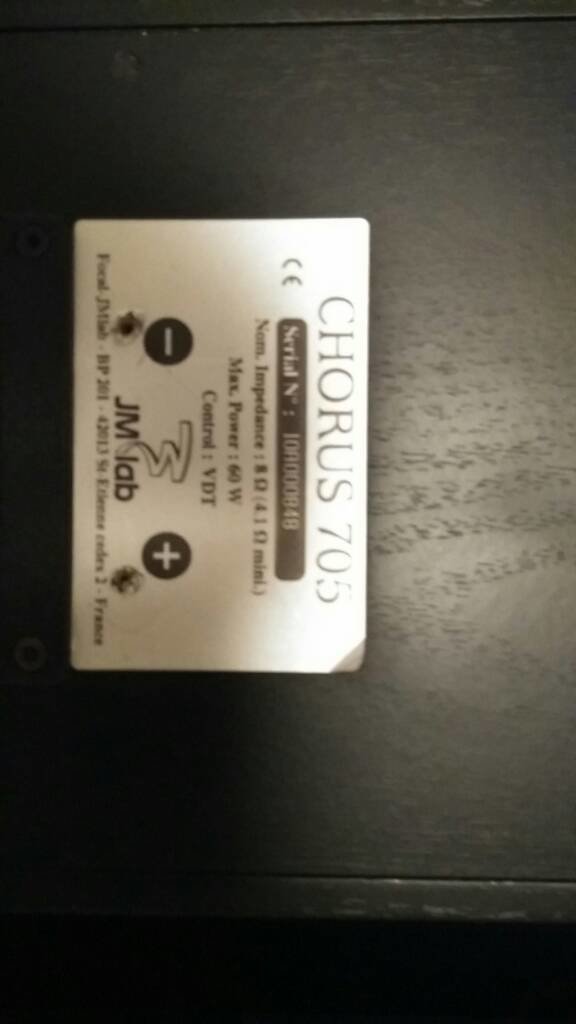 CHORUS 705
CE
Serial N° : J00000848
Nom. Impedance : 8 Ω (4.1 Ω mini.)
Max. Power : 60 W
Control : VDT
- +
JMlab
Focal-JMlab - BP 201 - 42013 St-Etienne cedex 2 - France